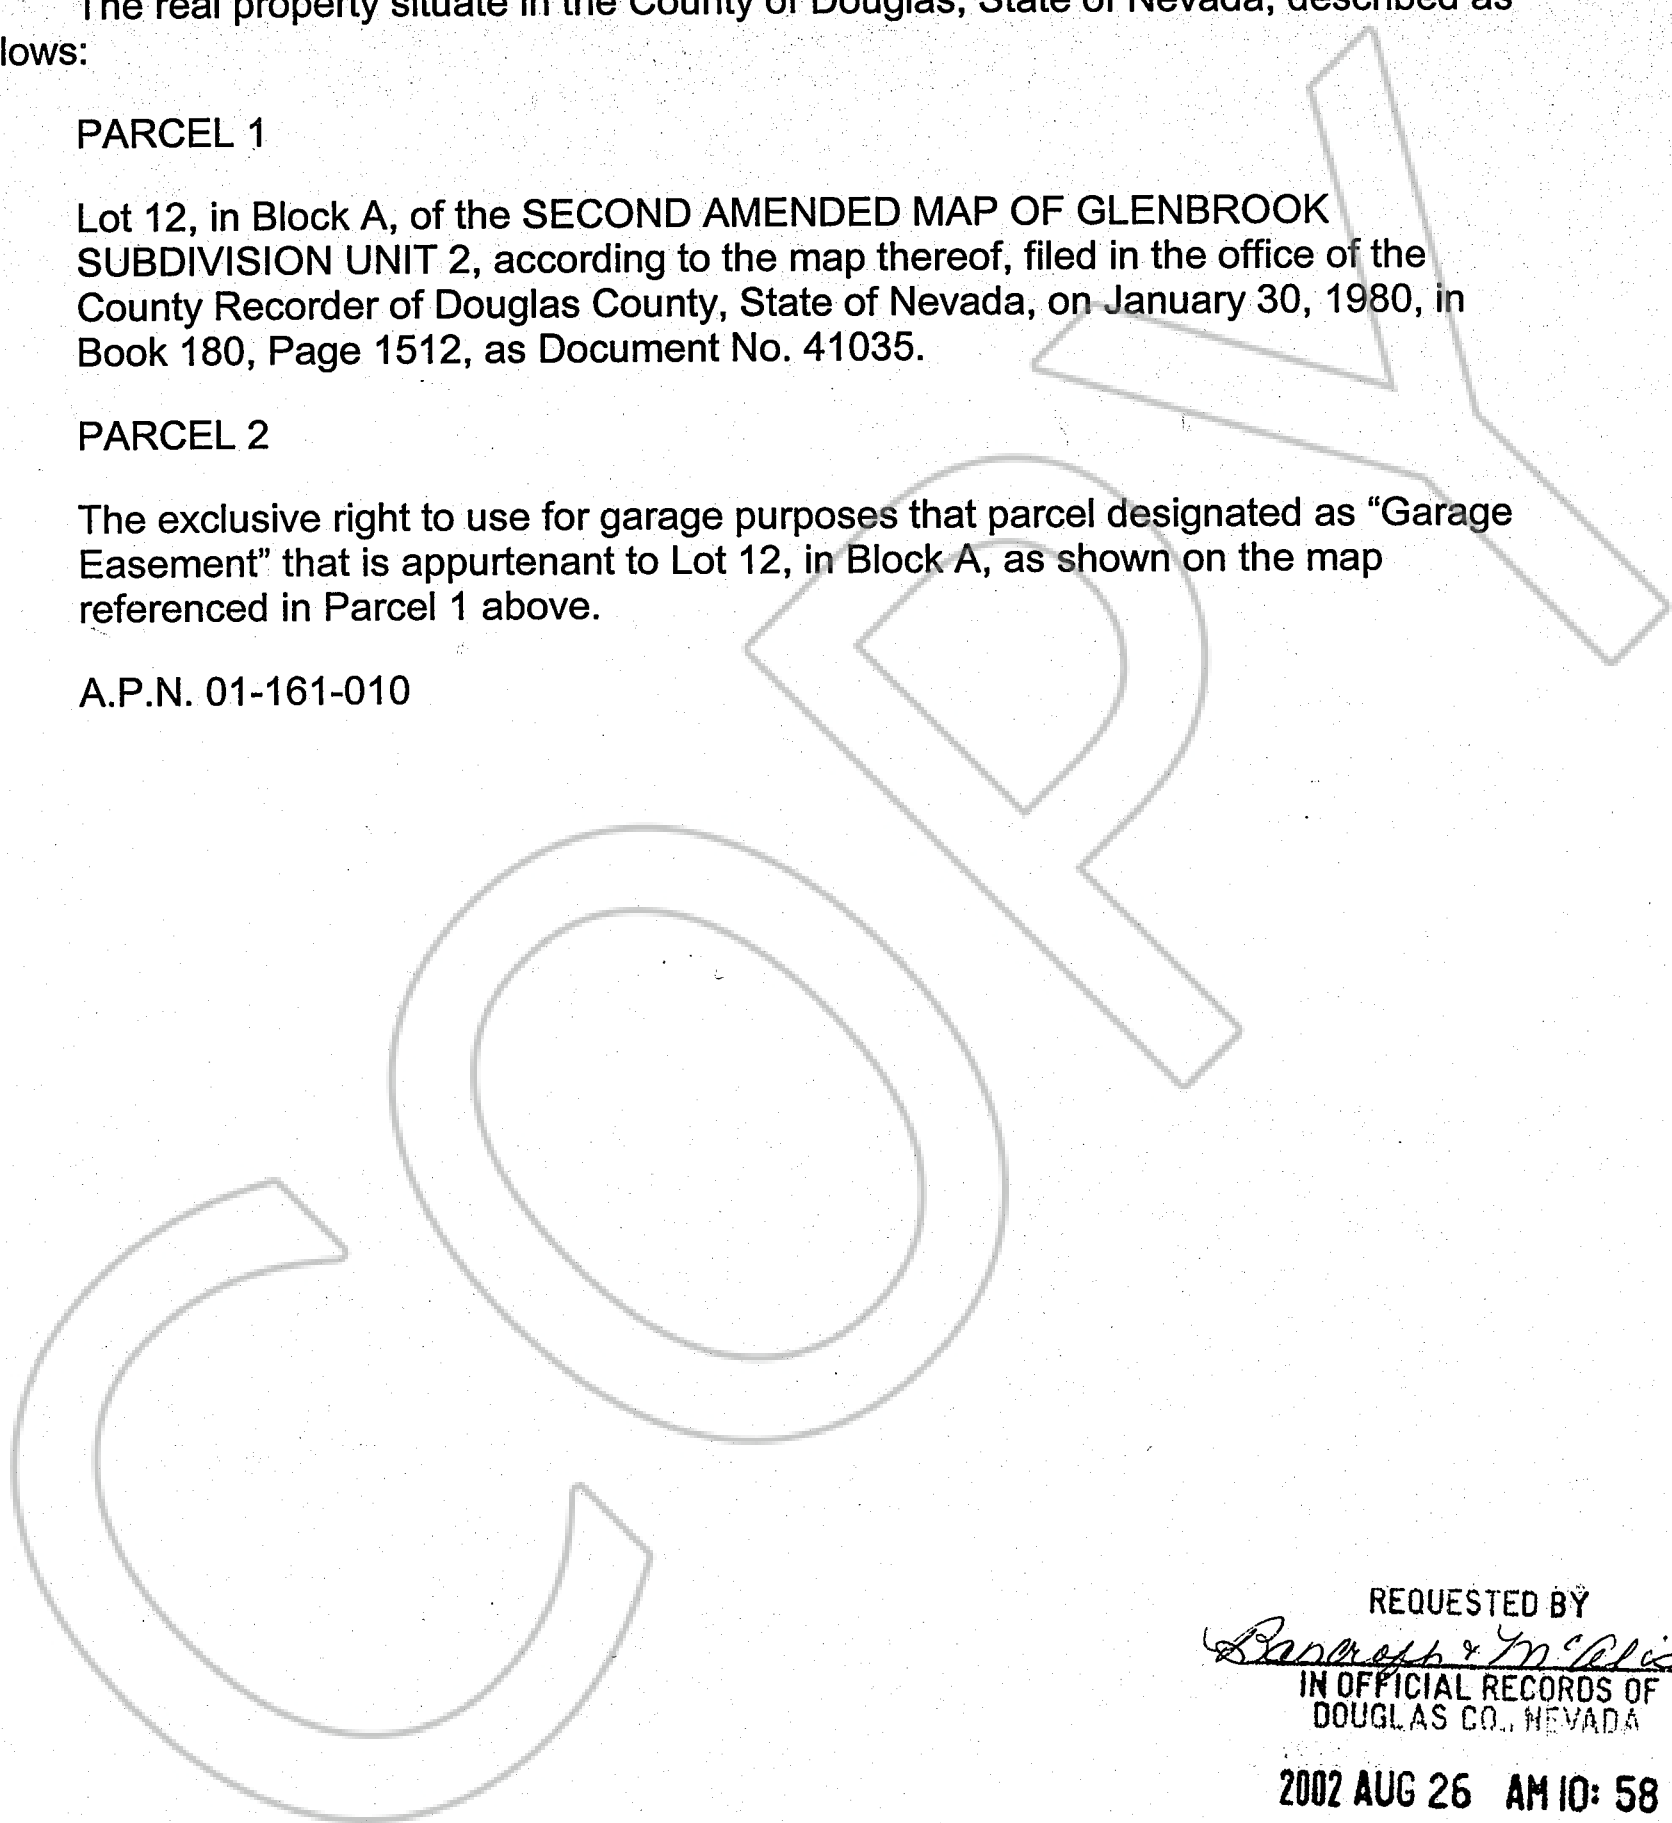 The real property situate in the County of Douglas, State of Nevada, described as
lows:
PARCEL 1
Lot 12, in Block A, of the SECOND AMENDED MAP OF GLENBROOK
SUBDIVISION UNIT 2, according to the map thereof, filed in the office of the
County Recorder of Douglas County, State of Nevada, on January 30, 1980, in
Book 180, Page 1512, as Document No. 41035.
PARCEL 2
The exclusive right to use for garage purposes that parcel designated as “Garage
Easement” that is appurtenant to Lot 12, in Block A, as shown on the map
referenced in Parcel 1 above.
A.P.N. 01-161-010
COPY
REQUESTED BY
IN OFFICIAL RECORDS OF
DOUGLAS CO., NEVADA
2002 AUG 26 AM 10: 58